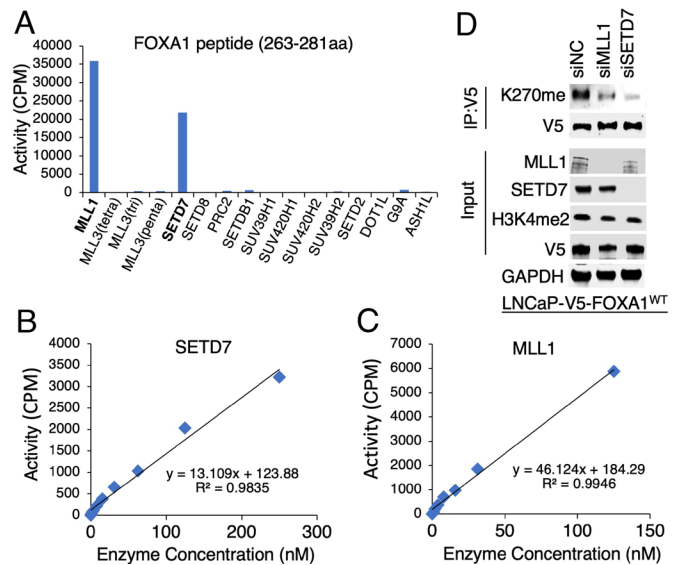 A
FOXA1 peptide (263-281aa)
Activity (CPM)
40000
35000
30000
25000
20000
15000
10000
5000
0
MLL1
MLL3(tetra)
MLL3(tri)
MLL3(penta)
SETD7
SETD8
PRC2
SETDB1
SUV39H1
SUV420H1
SUV420H2
SUV39H2
SETD2
DOT1L
G9A
ASH1L
D
siNC
siMLL1
siSETD7
IP:V5
K270me
V5
Input
MLL1
SETD7
H3K4me2
V5
GAPDH
LNCaP-V5-FOXA1WT
B
SETD7
Activity (CPM)
4000
3500
3000
2500
2000
1500
1000
500
0
y = 13.109x + 123.88
R² = 0.9835
0 100 200 300
Enzyme Concentration (nM)
C
MLL1
Activity (CPM)
7000
6000
5000
4000
3000
2000
1000
0
y = 46.124x + 184.29
R² = 0.9946
0 50 100 150
Enzyme Concentration (nM)